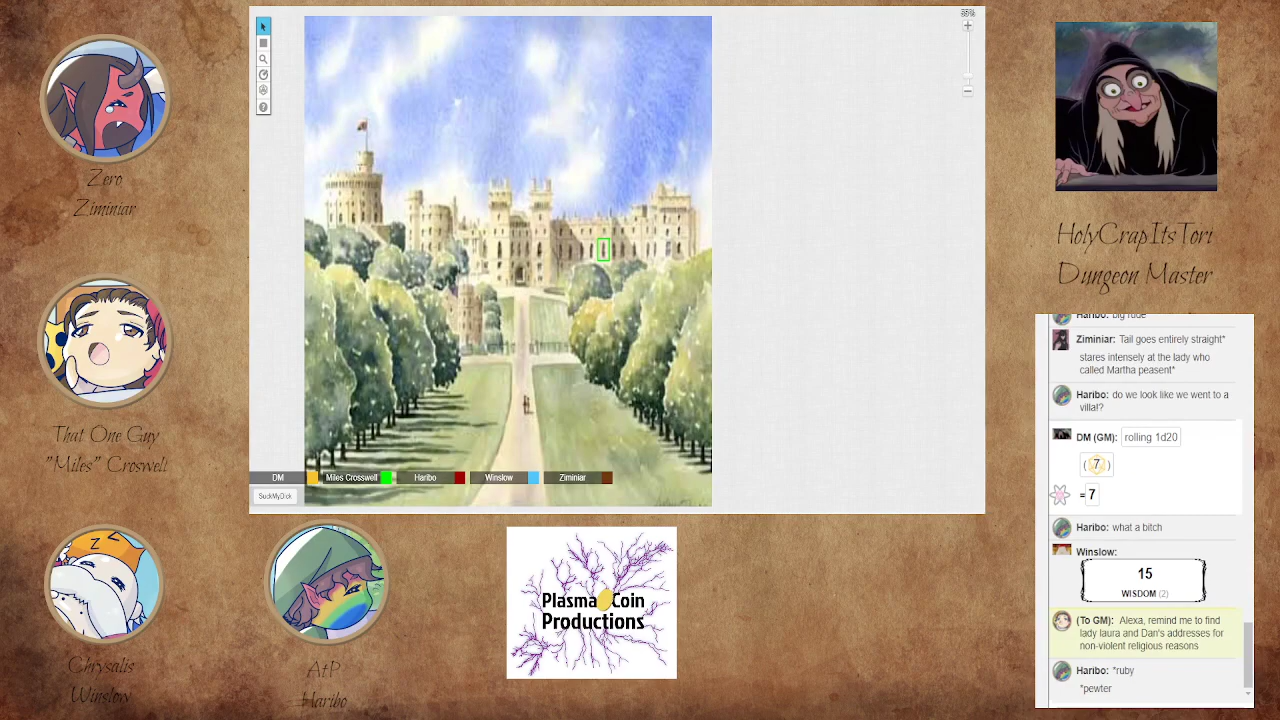 Zero
Ziminiar
That One Guy
"Miles" Croswell
Chrysalis
Winslow
AtP
Haribo
DM
Miles Crosswell
Haribo
Winslow
Ziminiar
SuckMyDick
Plasma Coin
Productions
HolyCrapItsTori
Dungeon Master
Haribo: big rude
Ziminiar: Tail goes entirely straight*
stares intensely at the lady who
called Martha peasent*
Haribo: do we look like we went to a
villa!?
DM (GM): rolling 1d20
(7)
=7
Haribo: what a bitch
Winslow:
15
WISDOM (2)
(To GM): Alexa, remind me to find
lady laura and Dan's addresses for
non-violent religious reasons
Haribo: *ruby
*pewter